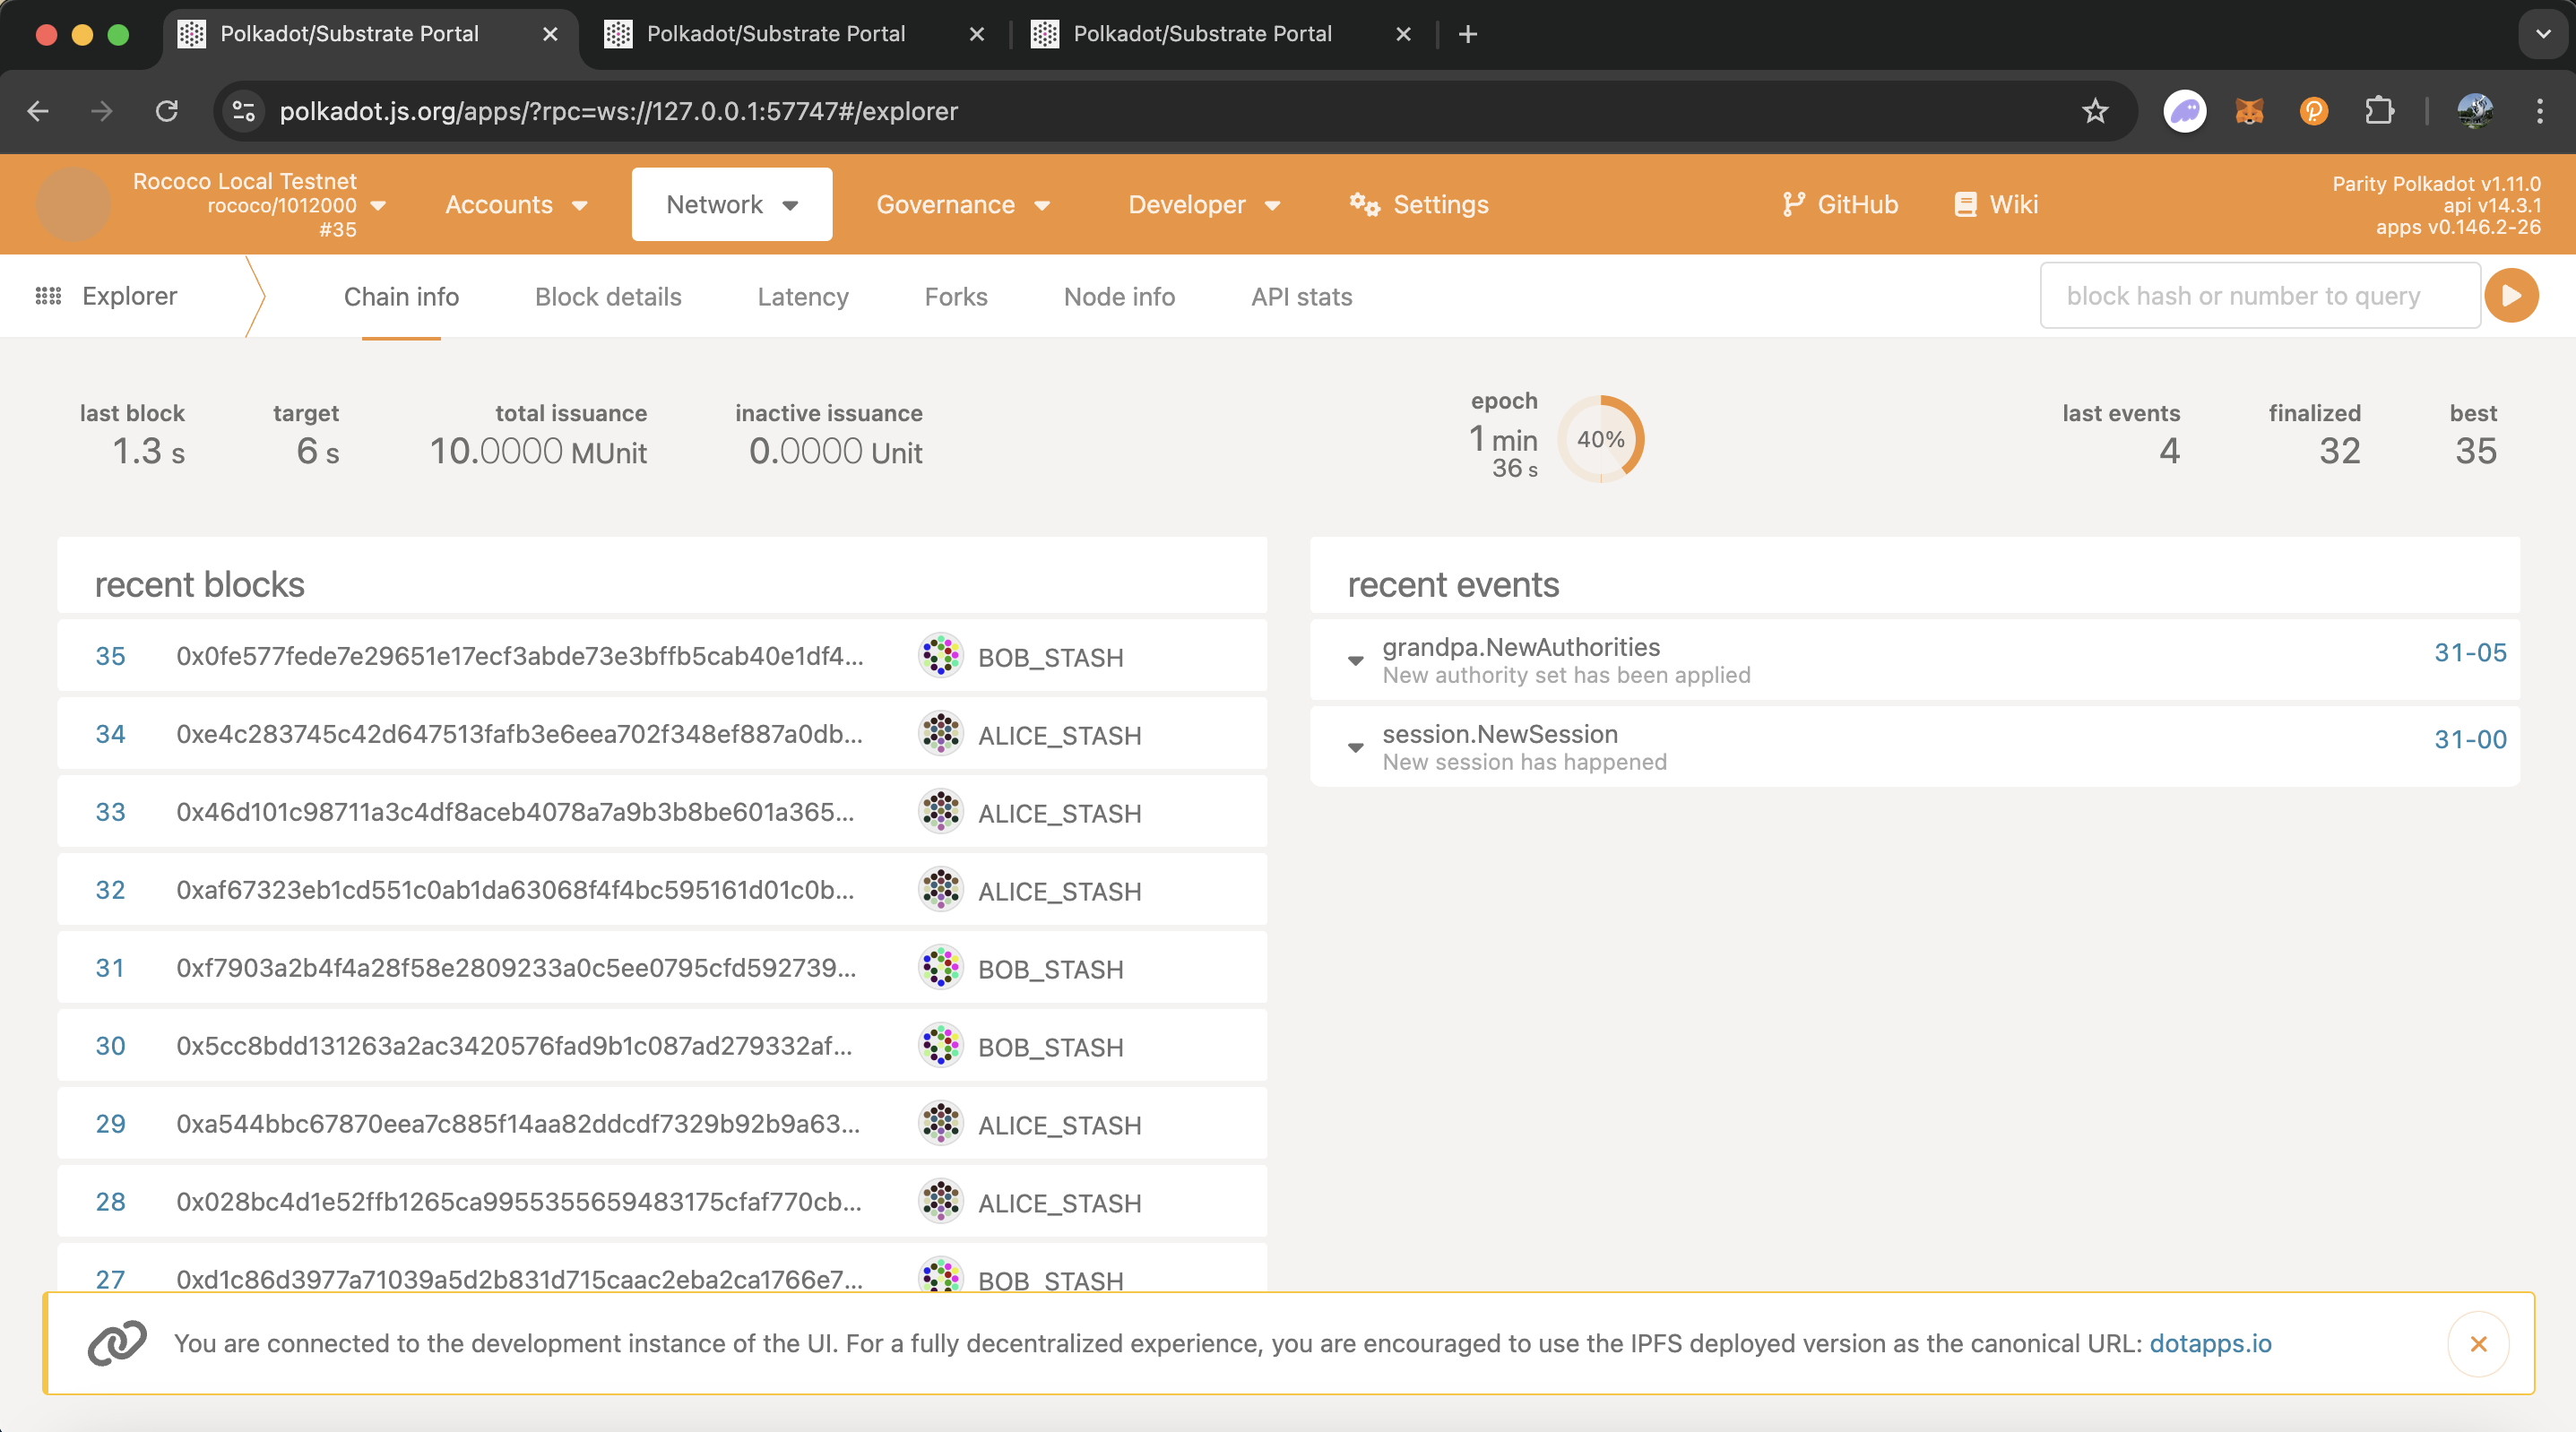 Polkadot/Substrate Portal
Polkadot/Substrate Portal
Polkadot/Substrate Portal
polkadot.js.org/apps/?rpc=ws://127.0.0.1:57747#/explorer
Rococo Local Testnet
rococo/1012000
#35
Accounts
Network
Governance
Developer
Settings
GitHub
Wiki
Parity Polkadot v1.11.0
api v14.3.1
apps v0.146.2-26
Explorer
Chain info
Block details
Latency
Forks
Node info
API stats
block hash or number to query
last block
1.3 s
target
6 s
total issuance
10.0000 MUnit
inactive issuance
0.0000 Unit
epoch
1 min
36 s
40%
last events
4
finalized
32
best
35
recent blocks
35 0x0fe577fede7e29651e17ecf3abde73e3bffb5cab40e1df4... BOB_STASH
34 0xe4c283745c42d647513fafb3e6eea702f348ef887a0db... ALICE_STASH
33 0x46d101c98711a3c4df8aceb4078a7a9b3b8be601a365... ALICE_STASH
32 0xaf67323eb1cd551c0ab1da63068f4f4bc595161d01c0b... ALICE_STASH
31 0xf7903a2b4f4a28f58e2809233a0c5ee0795cfd592739... BOB_STASH
30 0x5cc8bdd131263a2ac3420576fad9b1c087ad279332af... BOB_STASH
29 0xa544bbc67870eea7c885f14aa82ddcdf7329b92b9a63... ALICE_STASH
28 0x028bc4d1e52ffb1265ca9955355659483175cfaf770cb... ALICE_STASH
27 0xd1c86d3977a71039a5d2b831d715caac2eba2ca1766e7... BOB_STASH
recent events
grandpa.NewAuthorities
New authority set has been applied
31-05
session.NewSession
New session has happened
31-00
You are connected to the development instance of the UI. For a fully decentralized experience, you are encouraged to use the IPFS deployed version as the canonical URL: dotapps.io